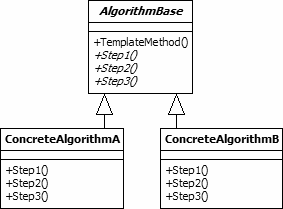 AlgorithmBase
+TemplateMethod()
+Step1()
+Step2()
+Step3()
ConcreteAlgorithmA
+Step1()
+Step2()
+Step3()
ConcreteAlgorithmB
+Step1()
+Step2()
+Step3()